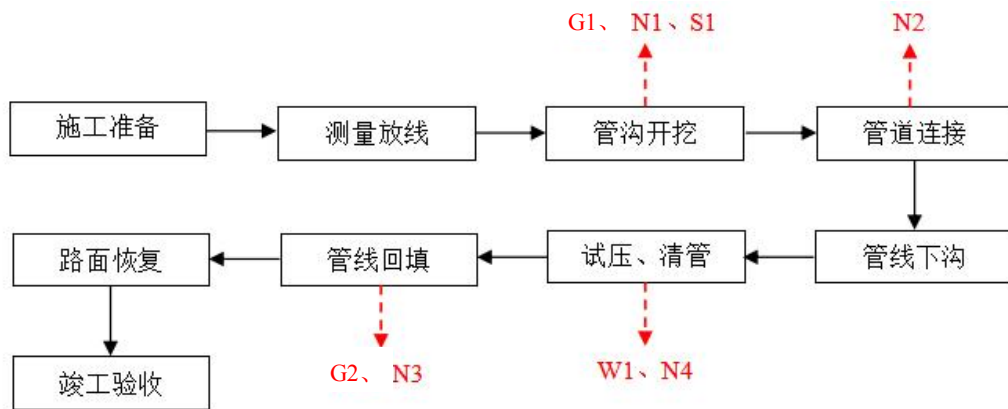 G1、 N1、S1
N2
施工准备
测量放线
管沟开挖
管道连接
路面恢复
管线回填
试压、清管
管线下沟
G2、 N3
W1、N4
竣工验收